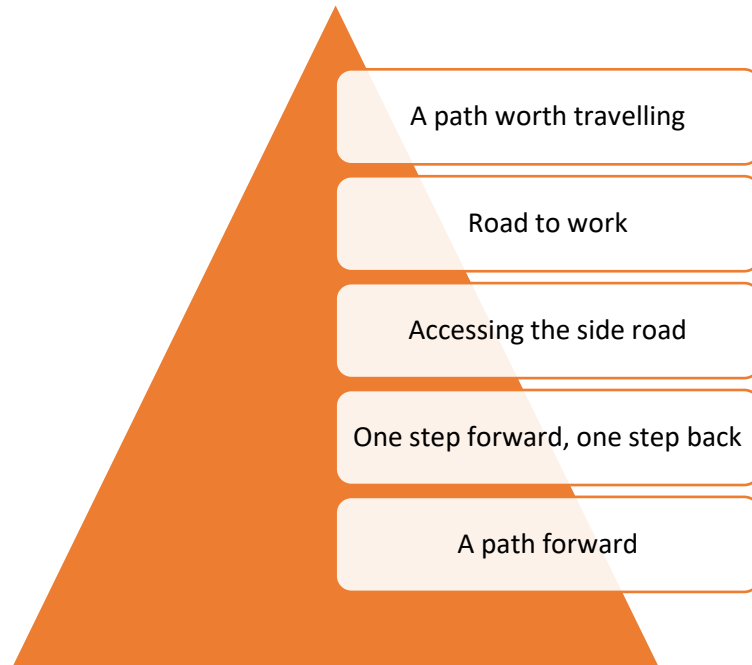 A path worth travelling
Road to work
Accessing the side road
One step forward, one step back
A path forward